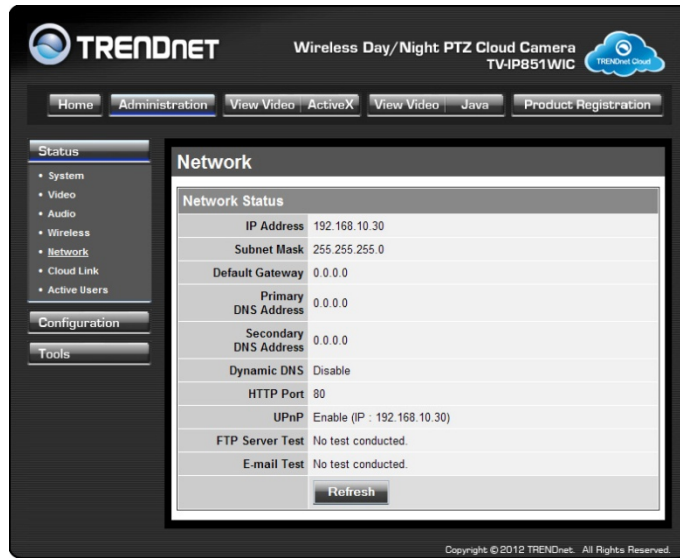 TRENDNET
Wireless Day/Night PTZ Cloud Camera
TV-IP851WIC
TRENDnet Cloud
Home
Administration
View Video
ActiveX
View Video
Java
Product Registration
Status
• System
• Video
• Audio
• Wireless
• Network
• Cloud Link
• Active Users
Configuration
Tools
Network
Network Status
IP Address 192.168.10.30
Subnet Mask 255.255.255.0
Default Gateway 0.0.0.0
Primary
DNS Address 0.0.0.0
Secondary
DNS Address 0.0.0.0
Dynamic DNS Disable
HTTP Port 80
UPnP Enable (IP : 192.168.10.30)
FTP Server Test No test conducted.
E-mail Test No test conducted.
Refresh
Copyright © 2012 TRENDnet. All Rights Reserved.